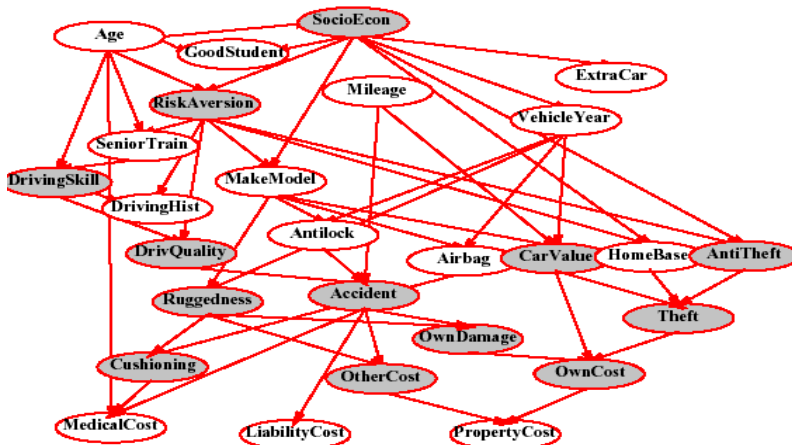 SocioEcon
Age
GoodStudent
ExtraCar
Mileage
RiskAversion
VehicleYear
SeniorTrain
DrivingSkill
MakeModel
DrivingHist
Antilock
DrivQuality
Airbag
CarValue
HomeBase
AntiTheft
Ruggedness
Accident
Theft
OwnDamage
Cushioning
OtherCost
OwnCost
MedicalCost
LiabilityCost
PropertyCost